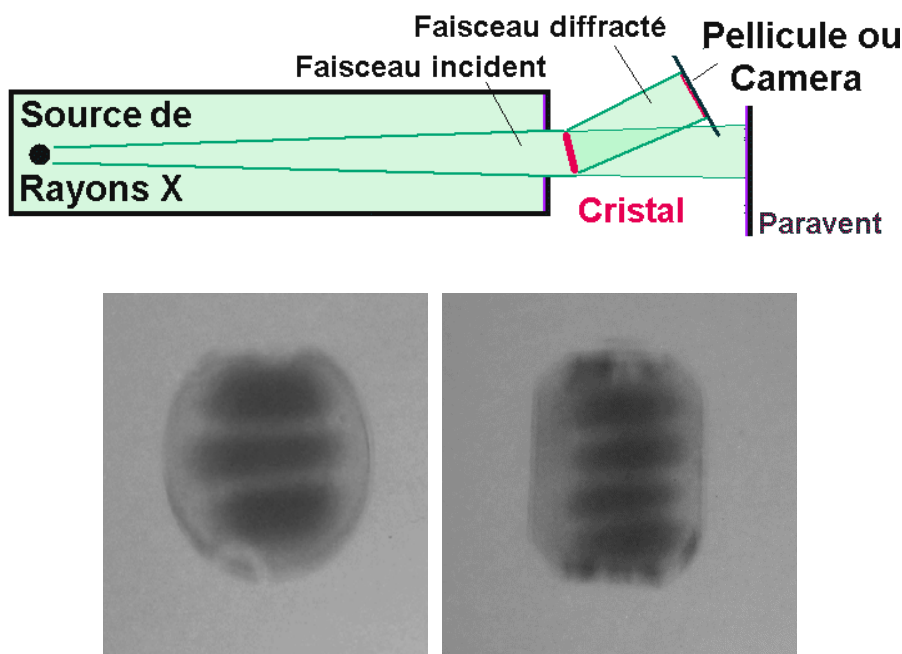 Faisceau diffracté
Pellicule ou
Camera
Faisceau incident
Source de
Rayons X
Cristal
Paravent